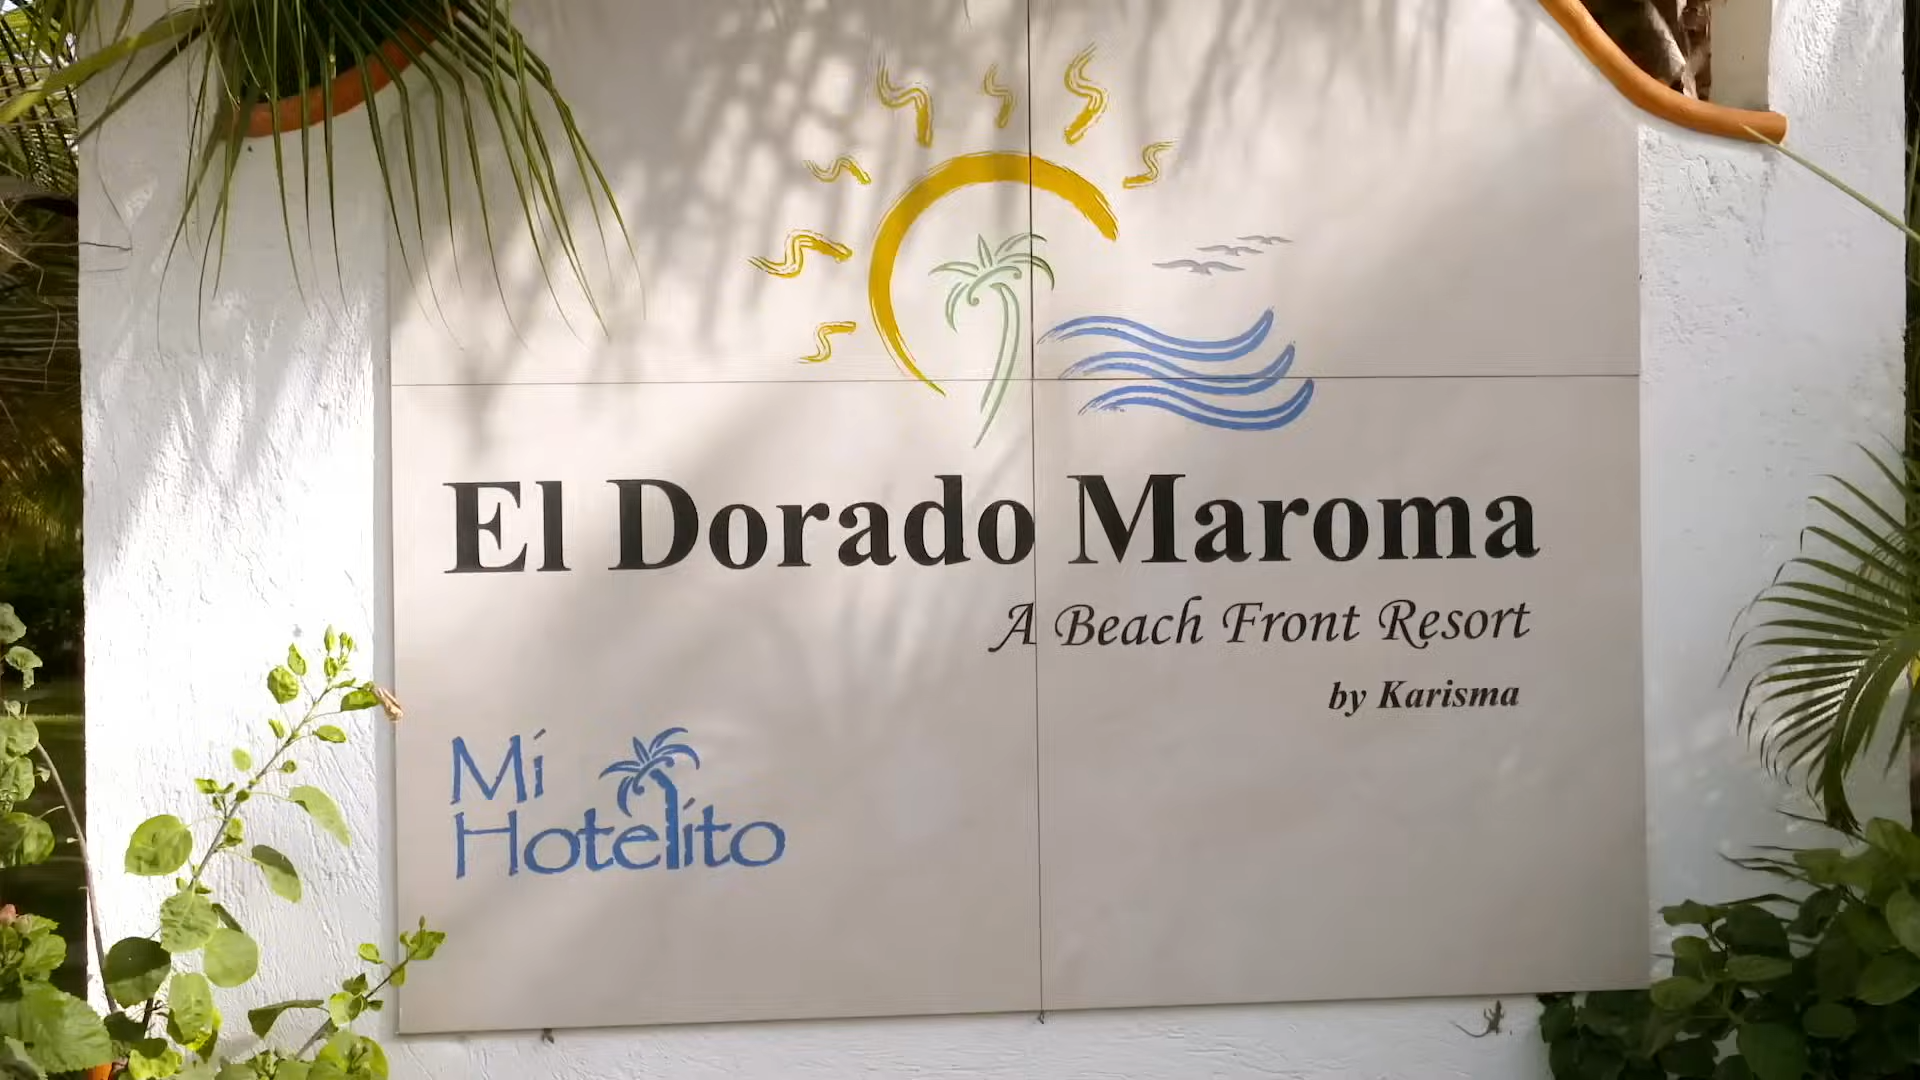 El Dorado Maroma
A Beach Front Resort
by Karisma
Mi
Hotelito